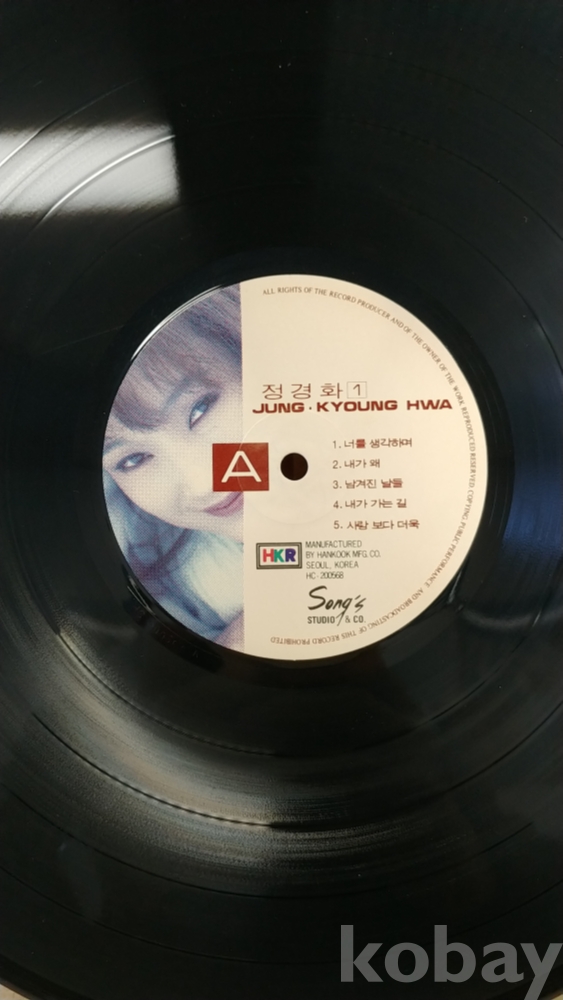 ALL RIGHTS OF THE RECORD PRODUCER AND OF THE OWNER OF THE WORK REPRODUCED RESERVED. COPYING, PUBLIC PERFORMANCE AND BROADCASTING OF THIS RECORD PROHIBITED
정경화 1
JUNG·KYOUNG HWA
A
1. 너를 생각하며
2. 내가 왜
3. 남겨진 날들
4. 내가 가는 길
5. 사랑 보다 더욱
HKR
MANUFACTURED
BY HANKOOK MFG. CO.
SEOUL, KOREA
HC-200568
Song's
STUDIO & CO.
kobay